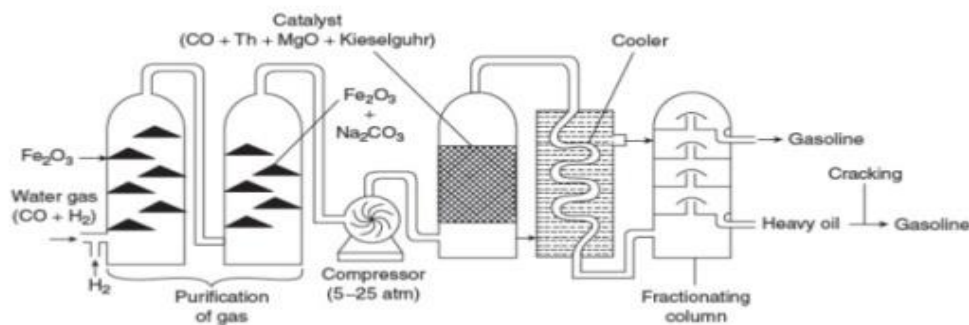 Catalyst
(CO + Th + MgO + Kieselguhr)
Cooler
Fe₂O₃
+
Na₂CO₃
Fe₂O₃
Water gas
(CO + H₂)
H₂
Purification
of gas
Compressor
(5–25 atm)
Gasoline
Cracking
Heavy oil
Gasoline
Fractionating
column